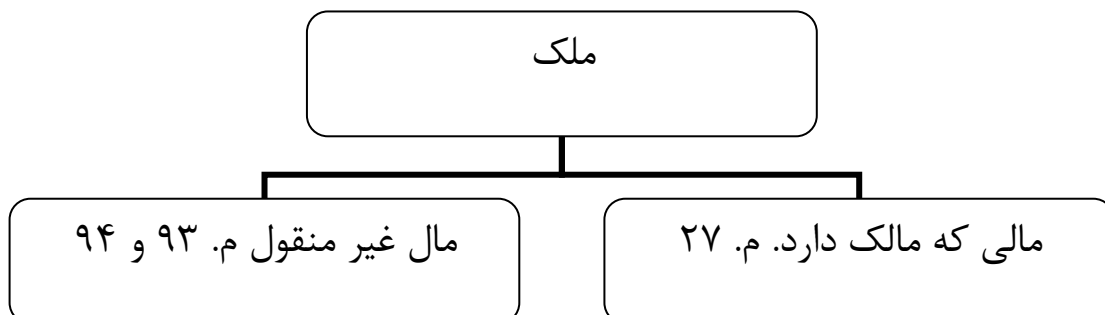 ملک
مالی که مالک دارد. م. ۲۷
مال غیر منقول م. ۹۳ و ۹۴